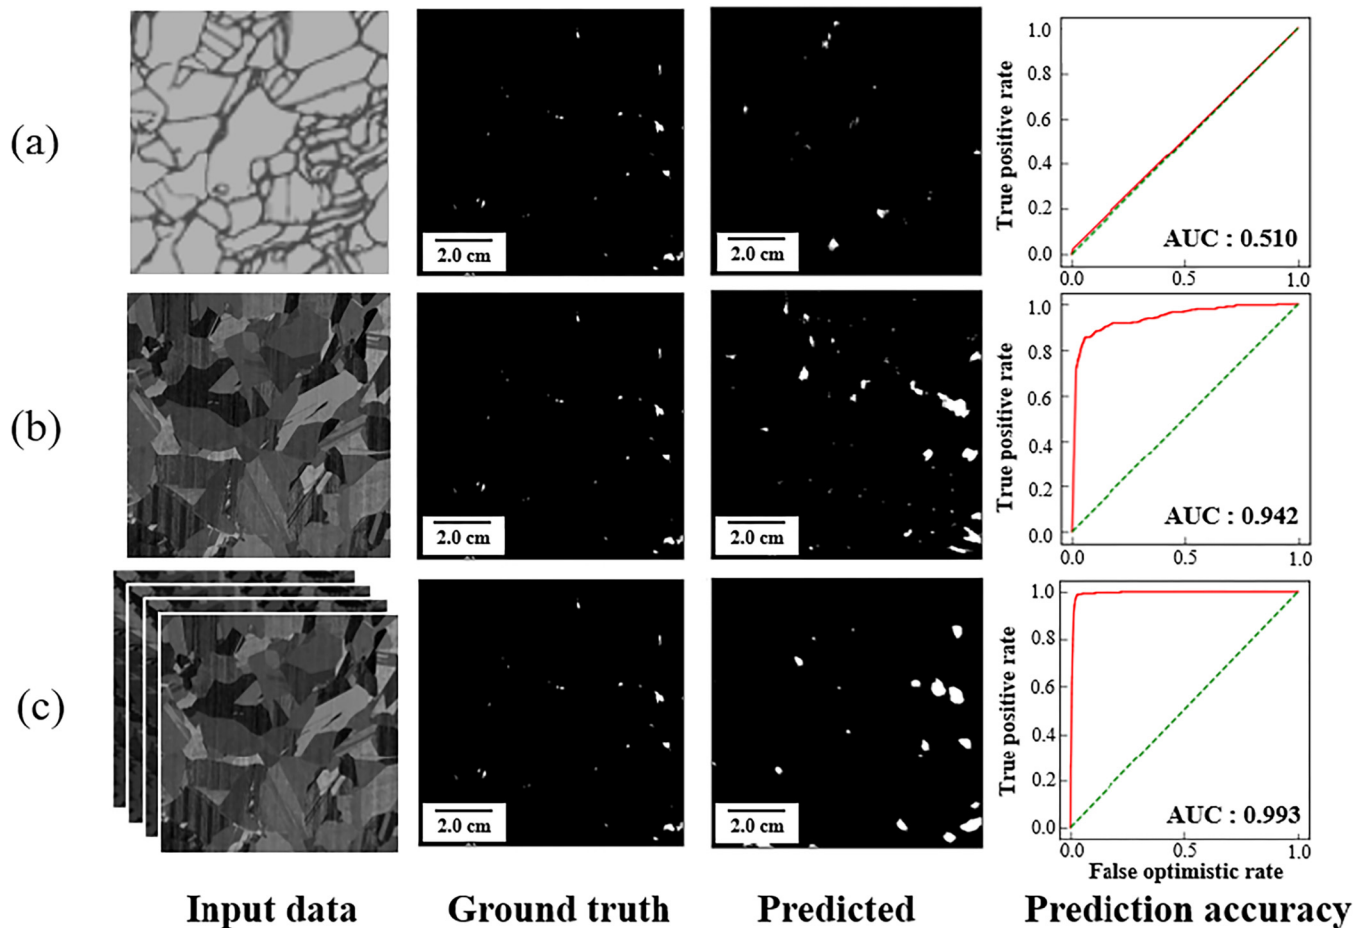 (a)
2.0 cm
2.0 cm
True positive rate
1.0
0.8
0.6
0.4
0.2
0.0
AUC : 0.510
0.0 0.5 1.0
(b)
2.0 cm
2.0 cm
True positive rate
1.0
0.8
0.6
0.4
0.2
0.0
AUC : 0.942
0.0 0.5 1.0
(c)
2.0 cm
2.0 cm
True positive rate
1.0
0.8
0.6
0.4
0.2
0.0
AUC : 0.993
0.0 0.5 1.0
False optimistic rate
Input data Ground truth Predicted Prediction accuracy